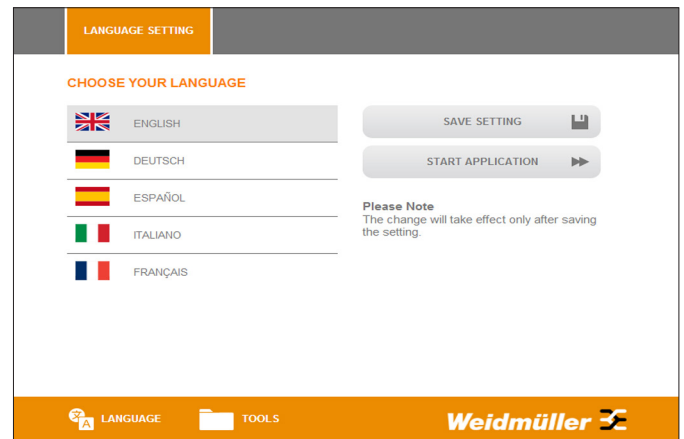 LANGUAGE SETTING
CHOOSE YOUR LANGUAGE
ENGLISH
DEUTSCH
ESPAÑOL
ITALIANO
FRANÇAIS
SAVE SETTING
START APPLICATION
Please Note
The change will take effect only after saving
the setting.
LANGUAGE
TOOLS
Weidmüller